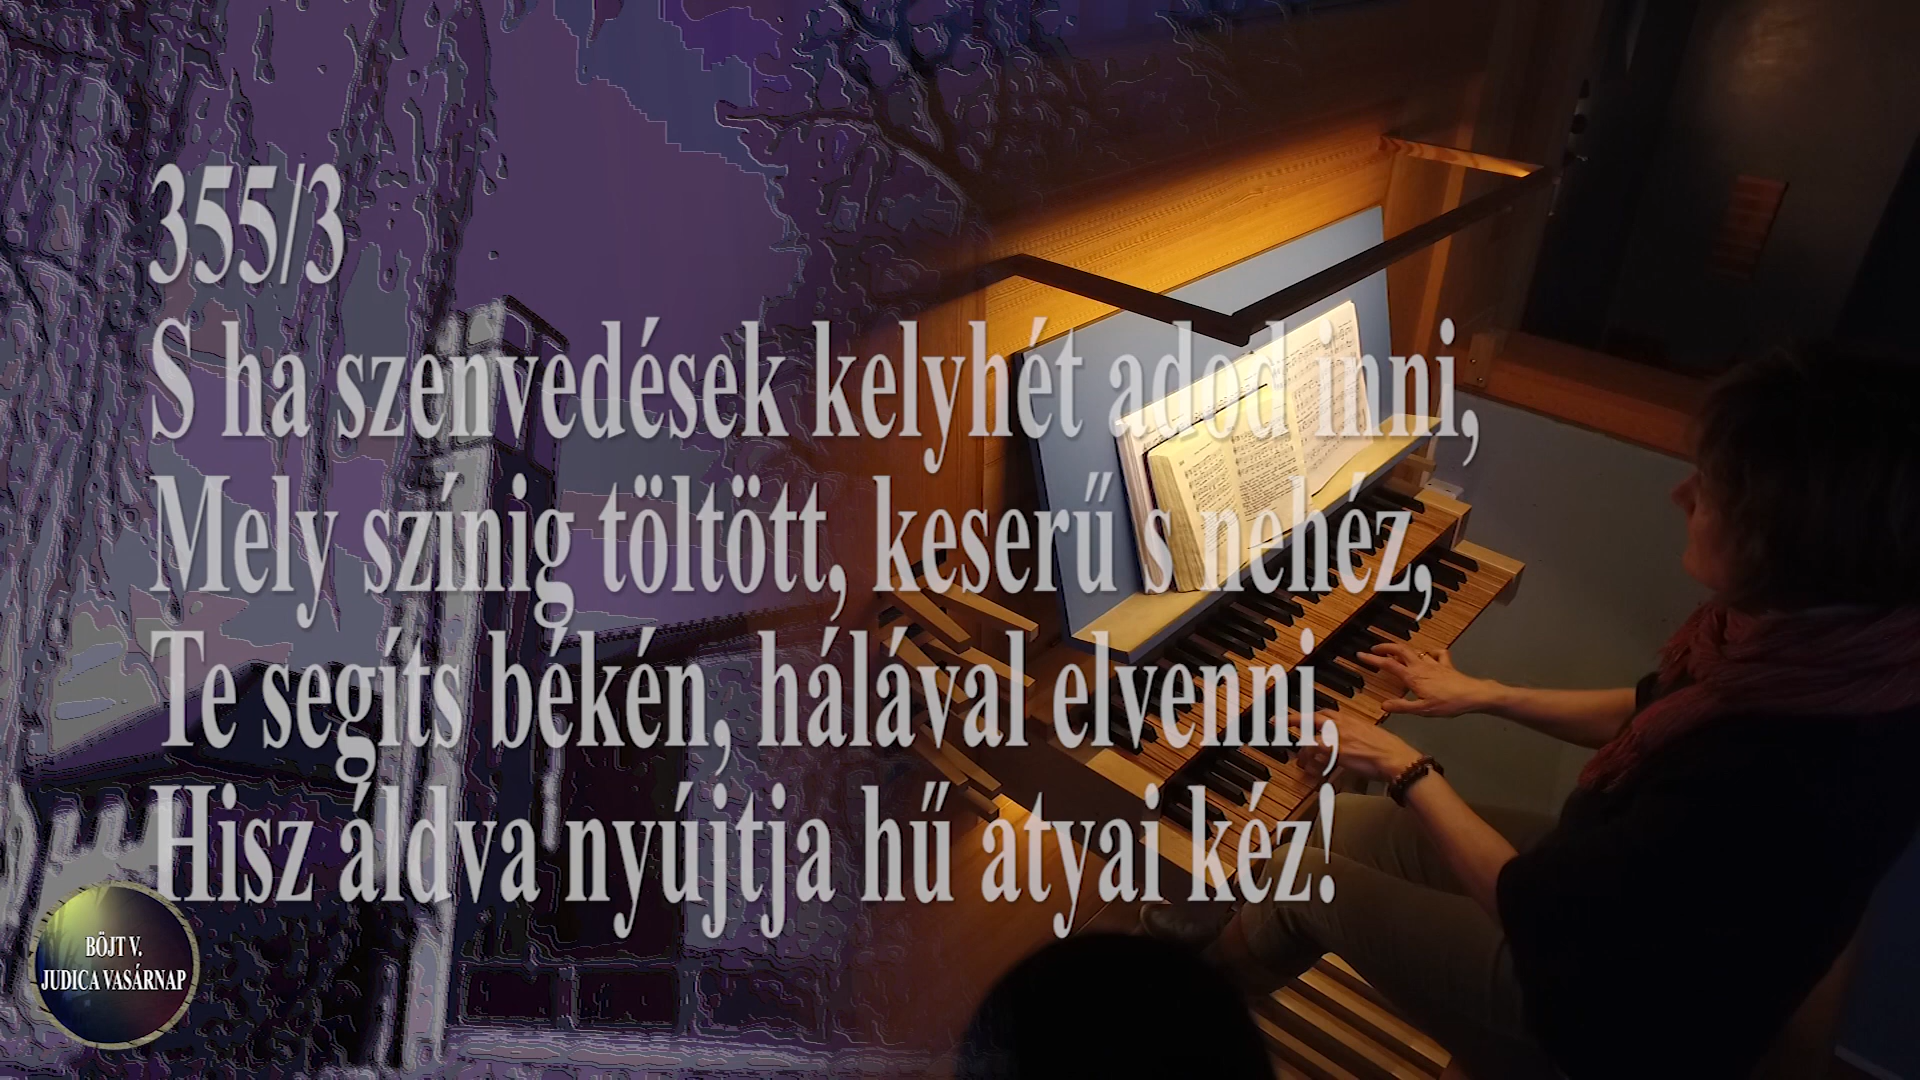 355/3
S ha szenvedések kelyhét adod inni,
Mely színig töltött, keserű s nehéz,
Te segíts békén, hálával elvenni,
Hisz áldva nyújtja hű atyai kéz!
BÖJT V.
JUDICA VASÁRNAP